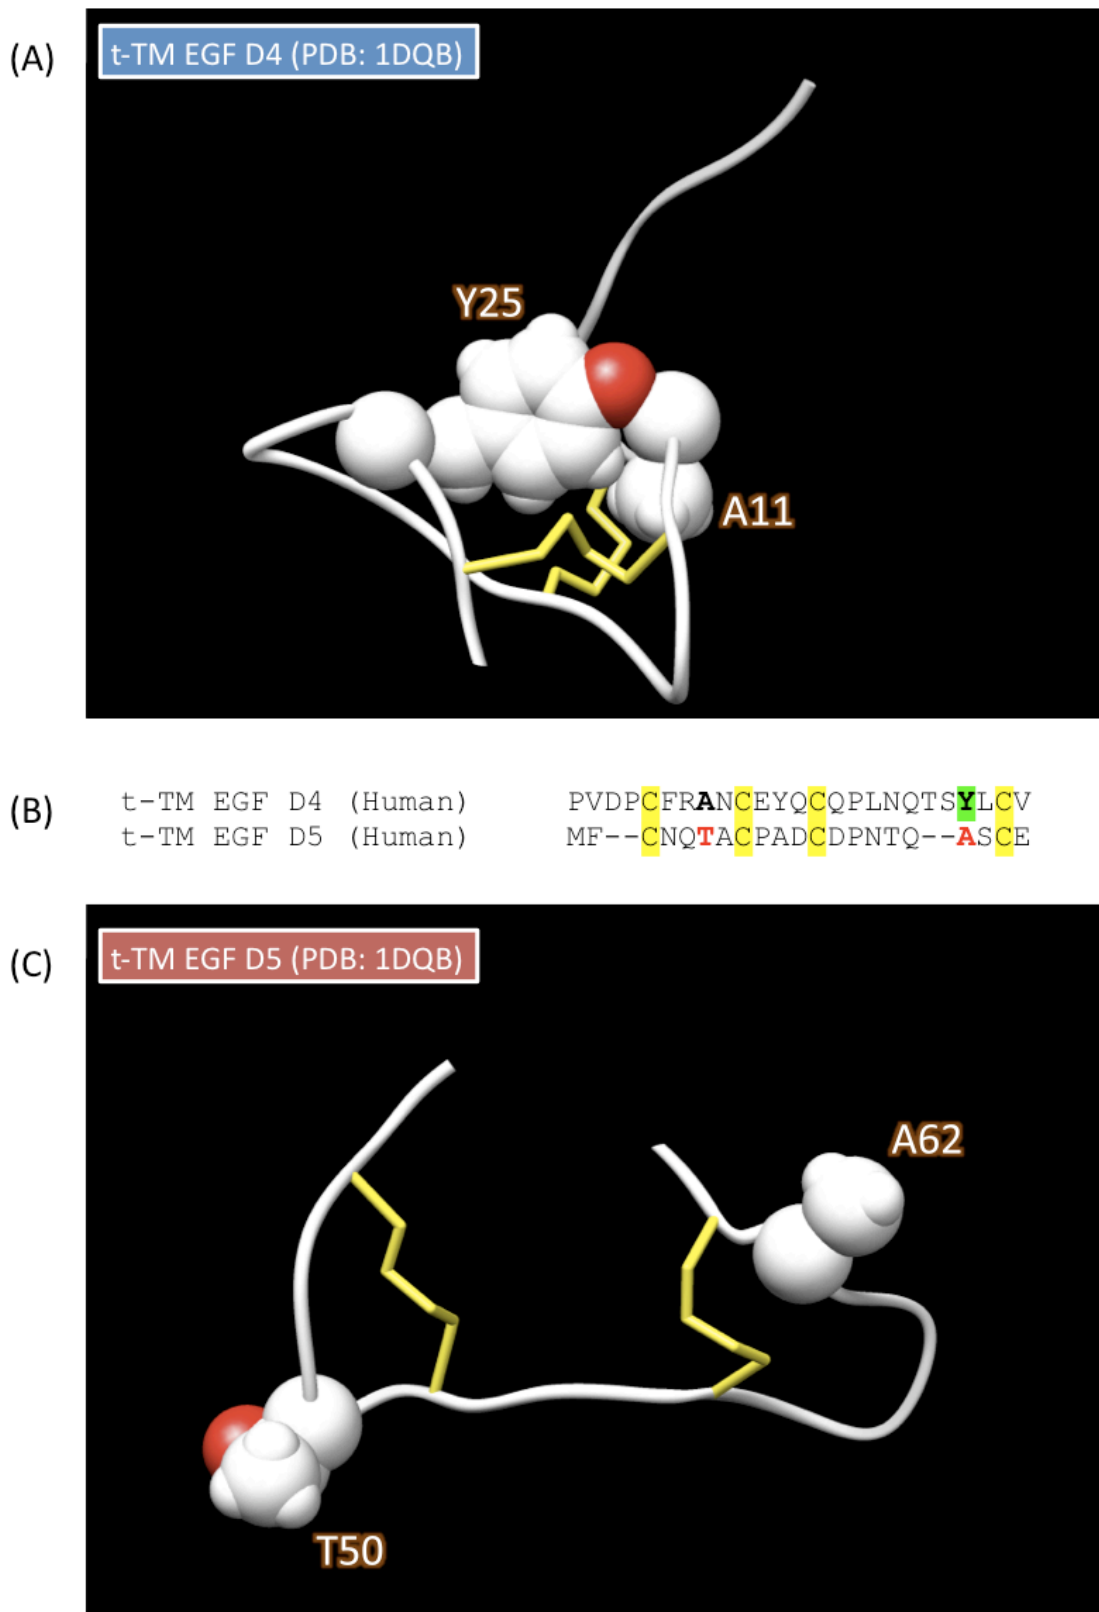 (A)
t-TM EGF D4 (PDB: 1DQB)
Y25
A11
(B)
t-TM EGF D4 (Human) PVDPCFRANCEYQCQPLNQTSYLCV
t-TM EGF D5 (Human) MF--CNQTACPADCDPNTQ--ASCE
(C)
t-TM EGF D5 (PDB: 1DQB)
A62
T50